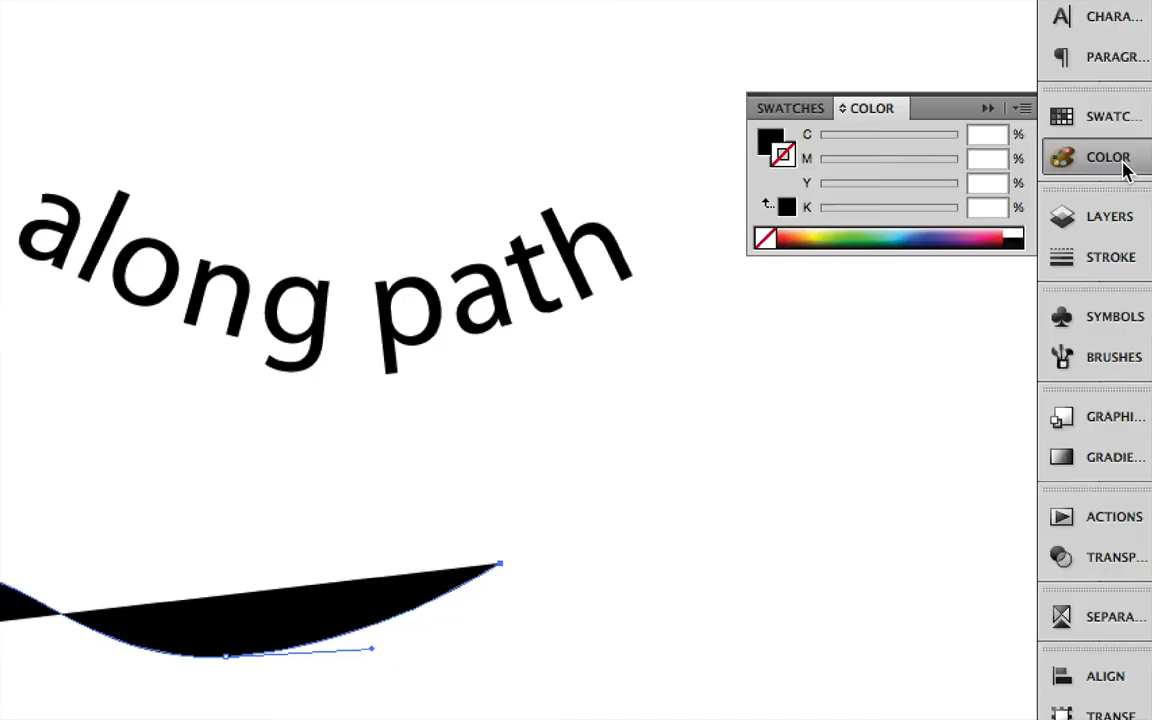 CHARA...
PARAGR...
SWATCHES
COLOR
C
%
M
%
Y
%
K
%
SWATC...
COLOR
along path
LAYERS
STROKE
SYMBOLS
BRUSHES
GRAPHI...
GRADIE...
ACTIONS
TRANSP...
SEPARA...
ALIGN
TRANSF